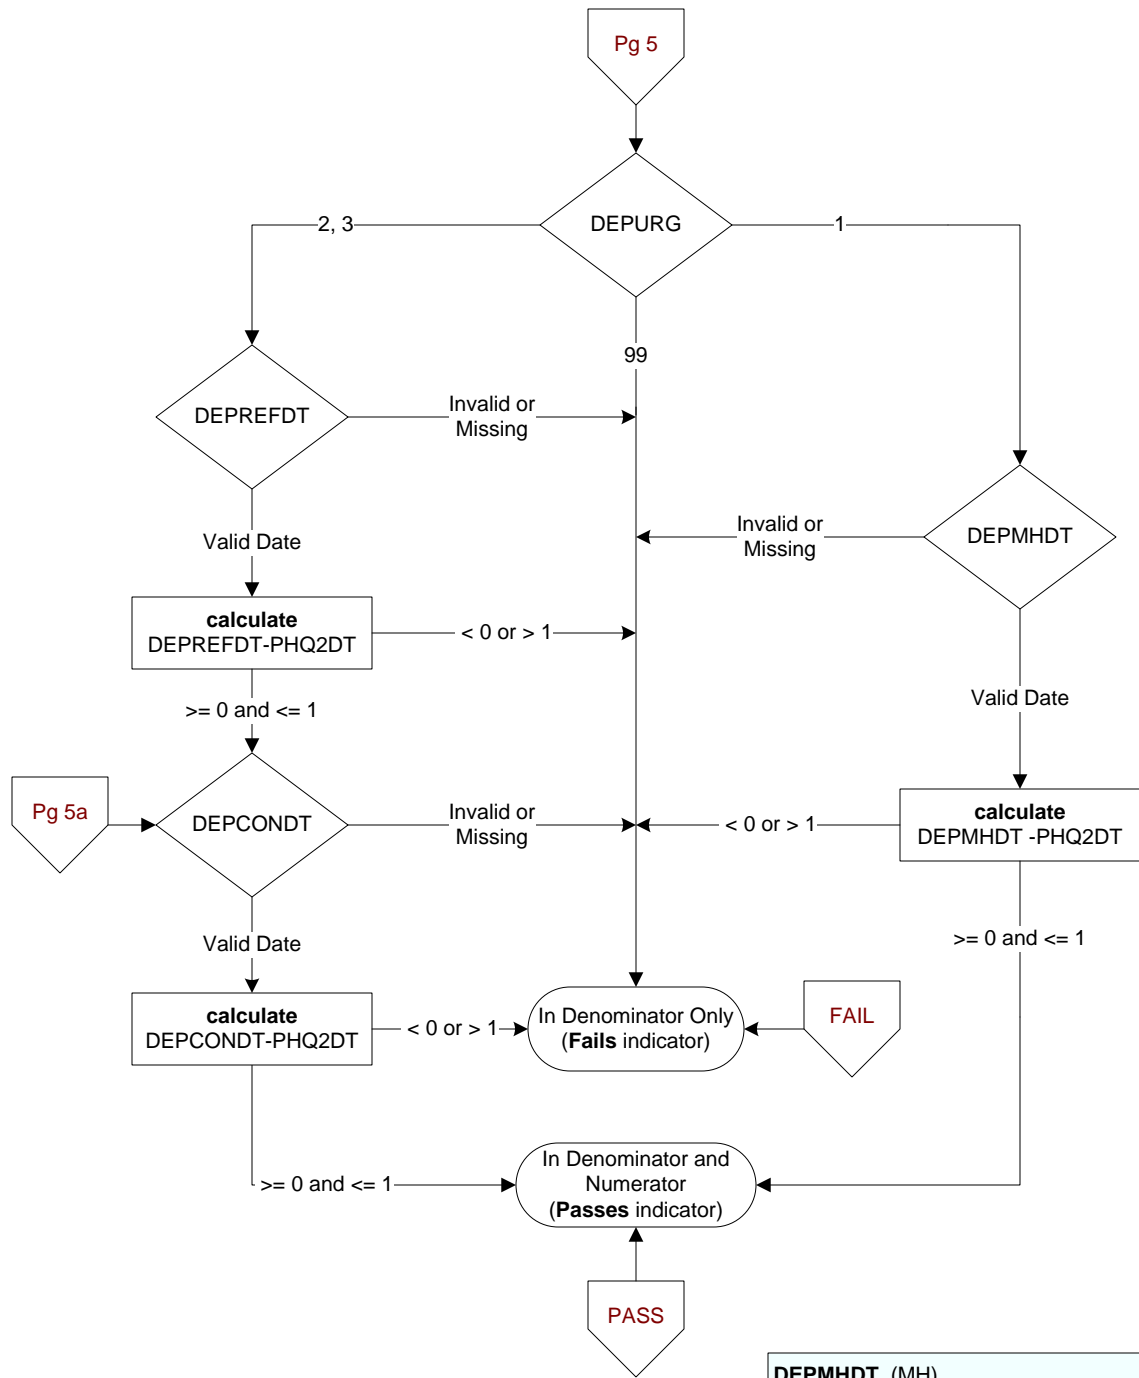 Pg 5
DEPURG
2, 3
1
99
DEPREFDT
Invalid or
Missing
Valid Date
Invalid or
Missing
DEPMHDT
calculate
DEPREFDT-PHQ2DT
< 0 or > 1
>= 0 and <= 1
Valid Date
Pg 5a
DEPCONDT
Invalid or
Missing
< 0 or > 1
calculate
DEPMHDT -PHQ2DT
Valid Date
>= 0 and <= 1
calculate
DEPCONDT-PHQ2DT
< 0 or > 1
In Denominator Only
(Fails indicator)
FAIL
>= 0 and <= 1
In Denominator and
Numerator
(Passes indicator)
PASS
DEPMHDT (MH)